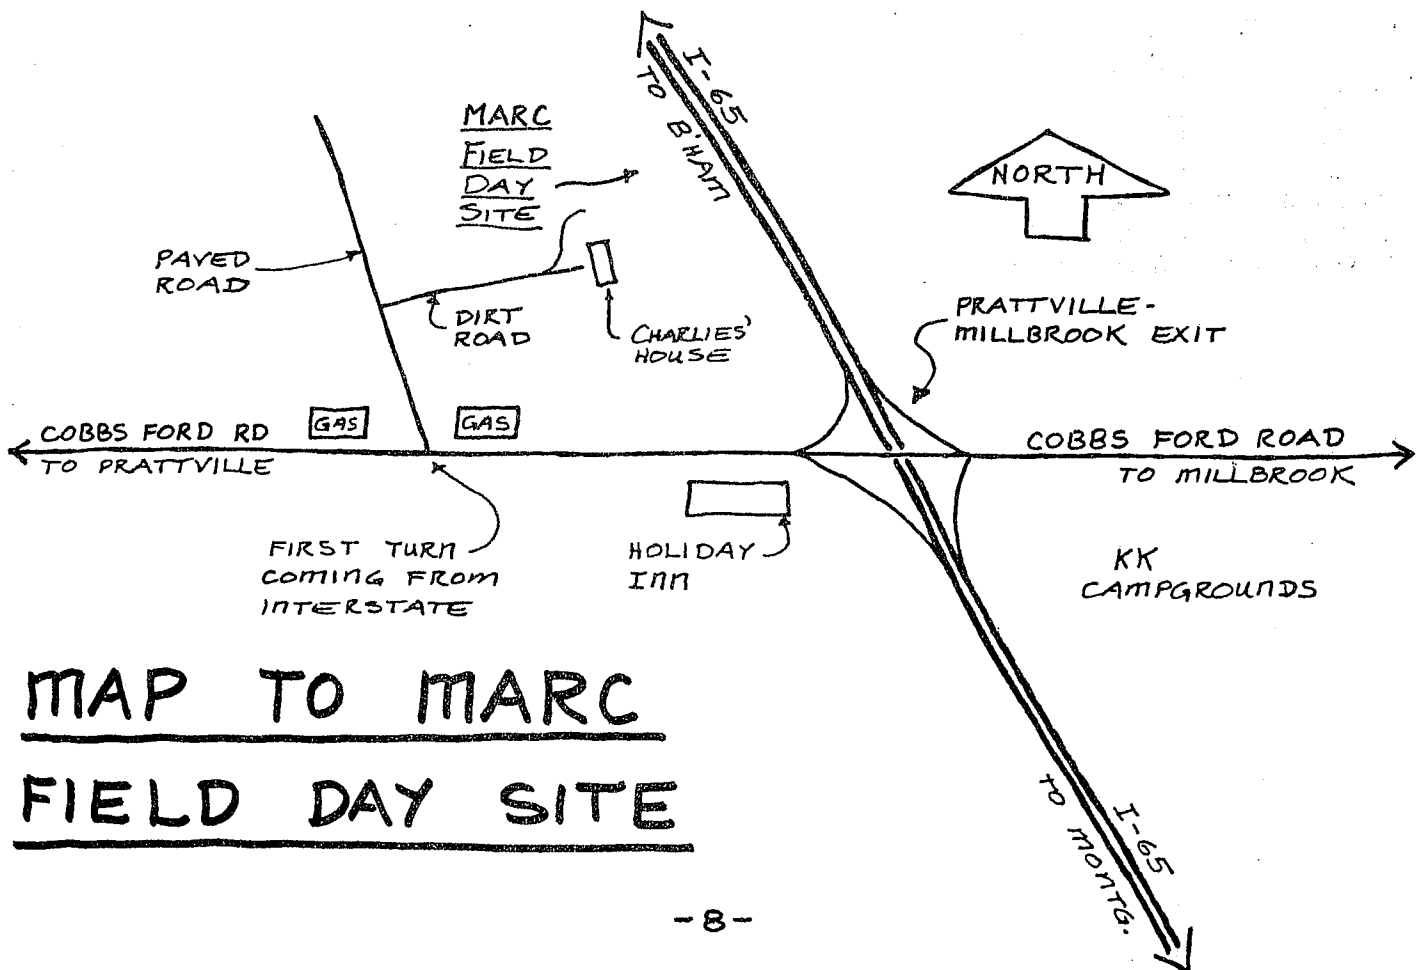 I-65
TO B'HAM
MARC
FIELD
DAY
SITE
NORTH
PAVED
ROAD
DIRT
ROAD
CHARLIES'
HOUSE
PRATTVILLE-
MILLBROOK EXIT
GAS
GAS
COBBS FORD RD
TO PRATTVILLE
COBBS FORD ROAD
TO MILLBROOK
FIRST TURN
COMING FROM
INTERSTATE
HOLIDAY
INN
KK
CAMPGROUNDS
MAP TO MARC
FIELD DAY SITE
I-65
TO MONTG.
-8-